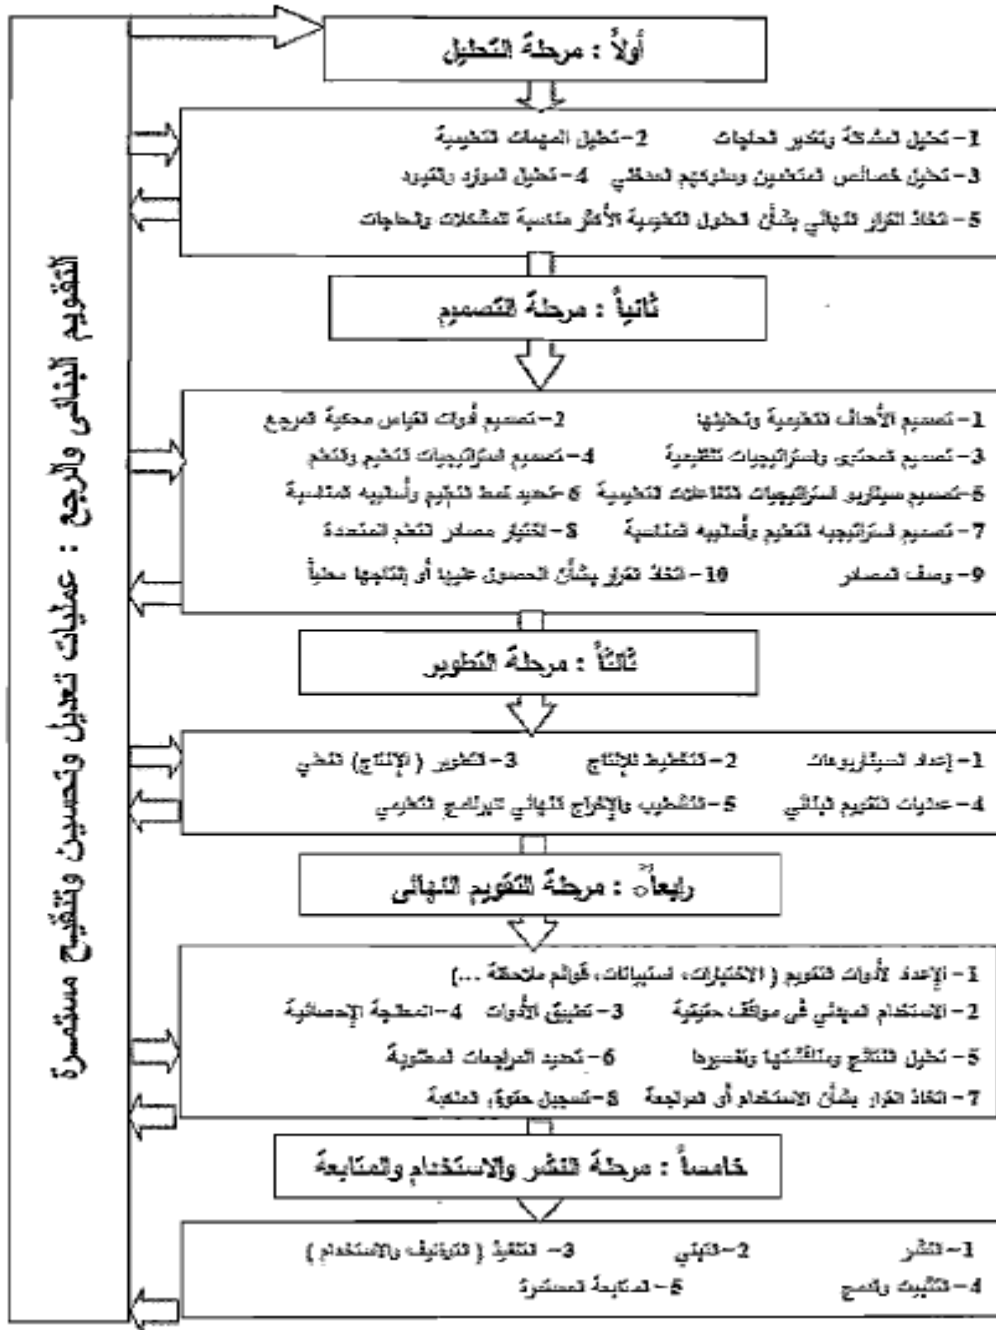 أولاً : مرحلة التحليل
1- تحليل المشكلة وتقدير الحاجات 2- تحليل المهمات التعليمية
3- تحليل خصائص المتعلمين وسلوكهم المدخلي 4- تحليل الموارد والقيود
5- اتخاذ القرار النهائي بشأن الحلول التعليمية الأكثر مناسبة للمشكلات والحاجات
ثانياً : مرحلة التصميم
1- تصميم الأهداف التعليمية وتحليلها 2- تصميم أدوات القياس محكية المرجع
3- تصميم المحتوى واستراتيجيات تنظيمية 4- تصميم استراتيجيات التعليم والتعلم
5- تصميم سيناريو استراتيجيات التفاعلات التعليمية 6- تحديد نمط التعليم وأساليبه المناسبة
7- تصميم استراتيجيه التعليم وأساليبه المناسبة 8- اختيار مصادر التعلم المتعددة
9- وصف المصادر 10- اتخاذ القرار بشأن الحصول عليها أو إنتاجها محلياً
ثالثاً : مرحلة التطوير
1- إعداد السيناريوهات 2- التخطيط للإنتاج 3- التطوير ( الإنتاج) الفعلي
4- عمليات التقويم البنائي 5- التشطيب والإخراج النهائي للبرنامج التعليمي
رابعاً : مرحلة التقويم النهائى
1- الإعداد لأدوات التقويم ( الاختبارات، استبيانات، قوائم ملاحظة ...)
2- الاستخدام الميداني فى مواقف حقيقية 3- تطبيق الأدوات 4- المعالجة الإحصائية
5- تحليل النتائج ومناقشتها وتفسيرها 6- تحديد المراجعات المطلوبة
7- اتخاذ القرار بشأن الاستخدام أو المراجعة 8- تسجيل حقوق الملكية
خامساً : مرحلة النشر والاستخدام والمتابعة
1- النشر 2- التبني 3- التنفيذ ( التوظيف والاستخدام )
4- التثبيت والدمج 5- المتابعة المستمرة
التقويم البنائى والرجع : عمليات تعديل وتحسين وتنقيح مستمرة